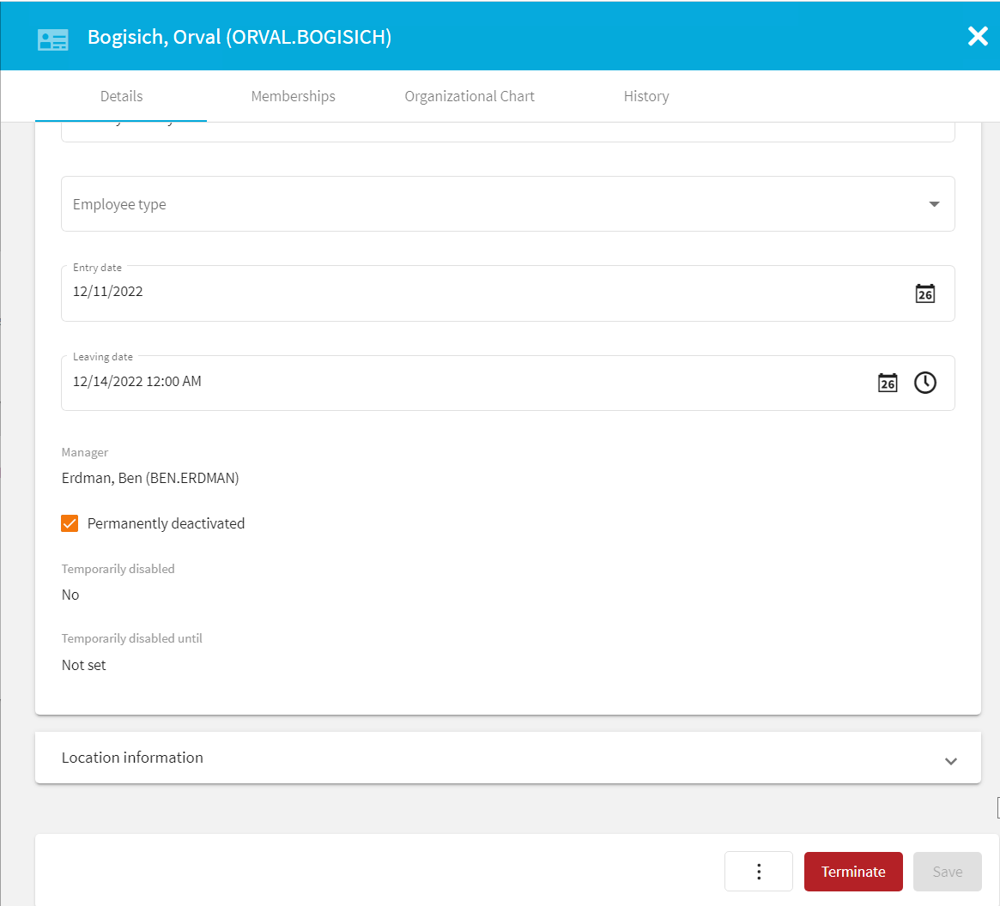 Bogisich, Orval (ORVAL.BOGISICH)
Details Memberships Organizational Chart History
Employee type
Entry date
12/11/2022
26
Leaving date
12/14/2022 12:00 AM
26
Manager
Erdman, Ben (BEN.ERDMAN)
Permanently deactivated
Temporarily disabled
No
Temporarily disabled until
Not set
Location information
Terminate Save